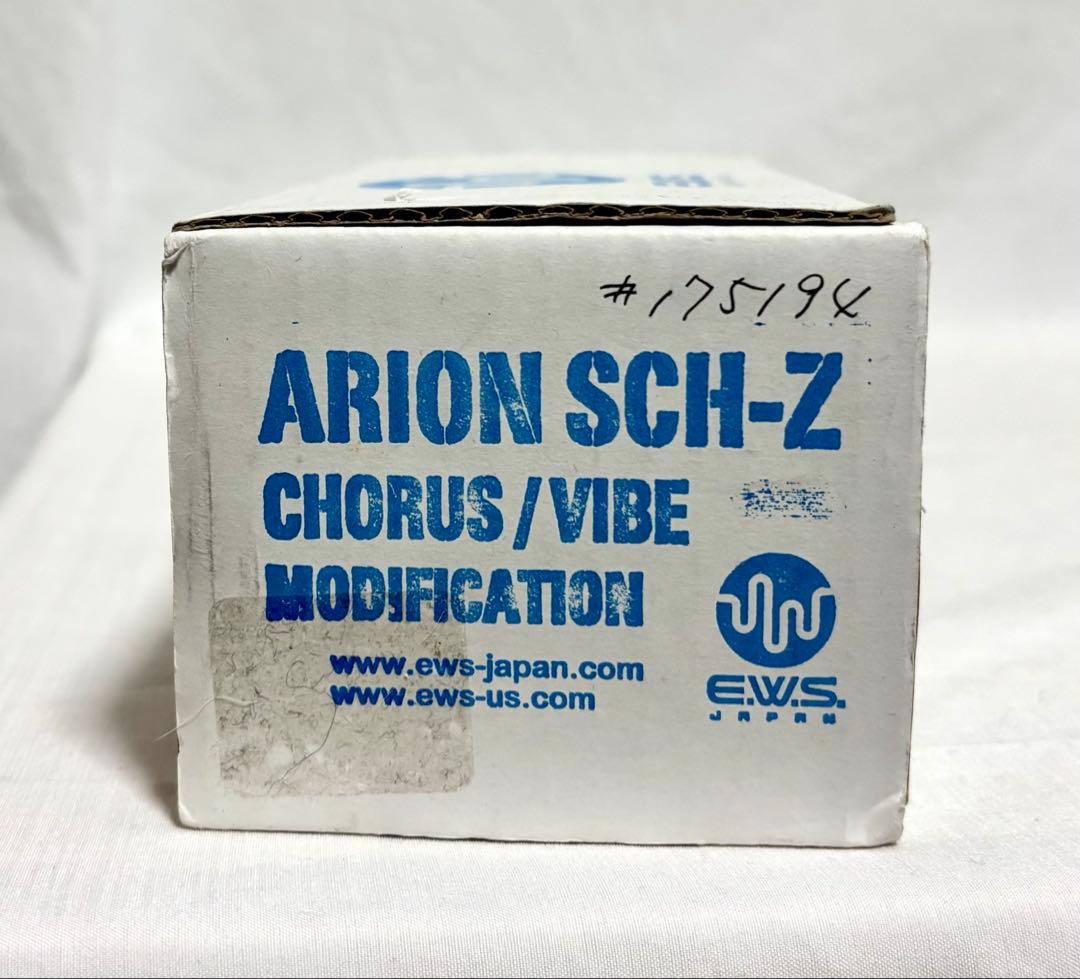 #175194
ARION SCH-Z
CHORUS/VIBE
MODIFICATION
www.ews-japan.com
www.ews-us.com
E.W.S.
JAPAN